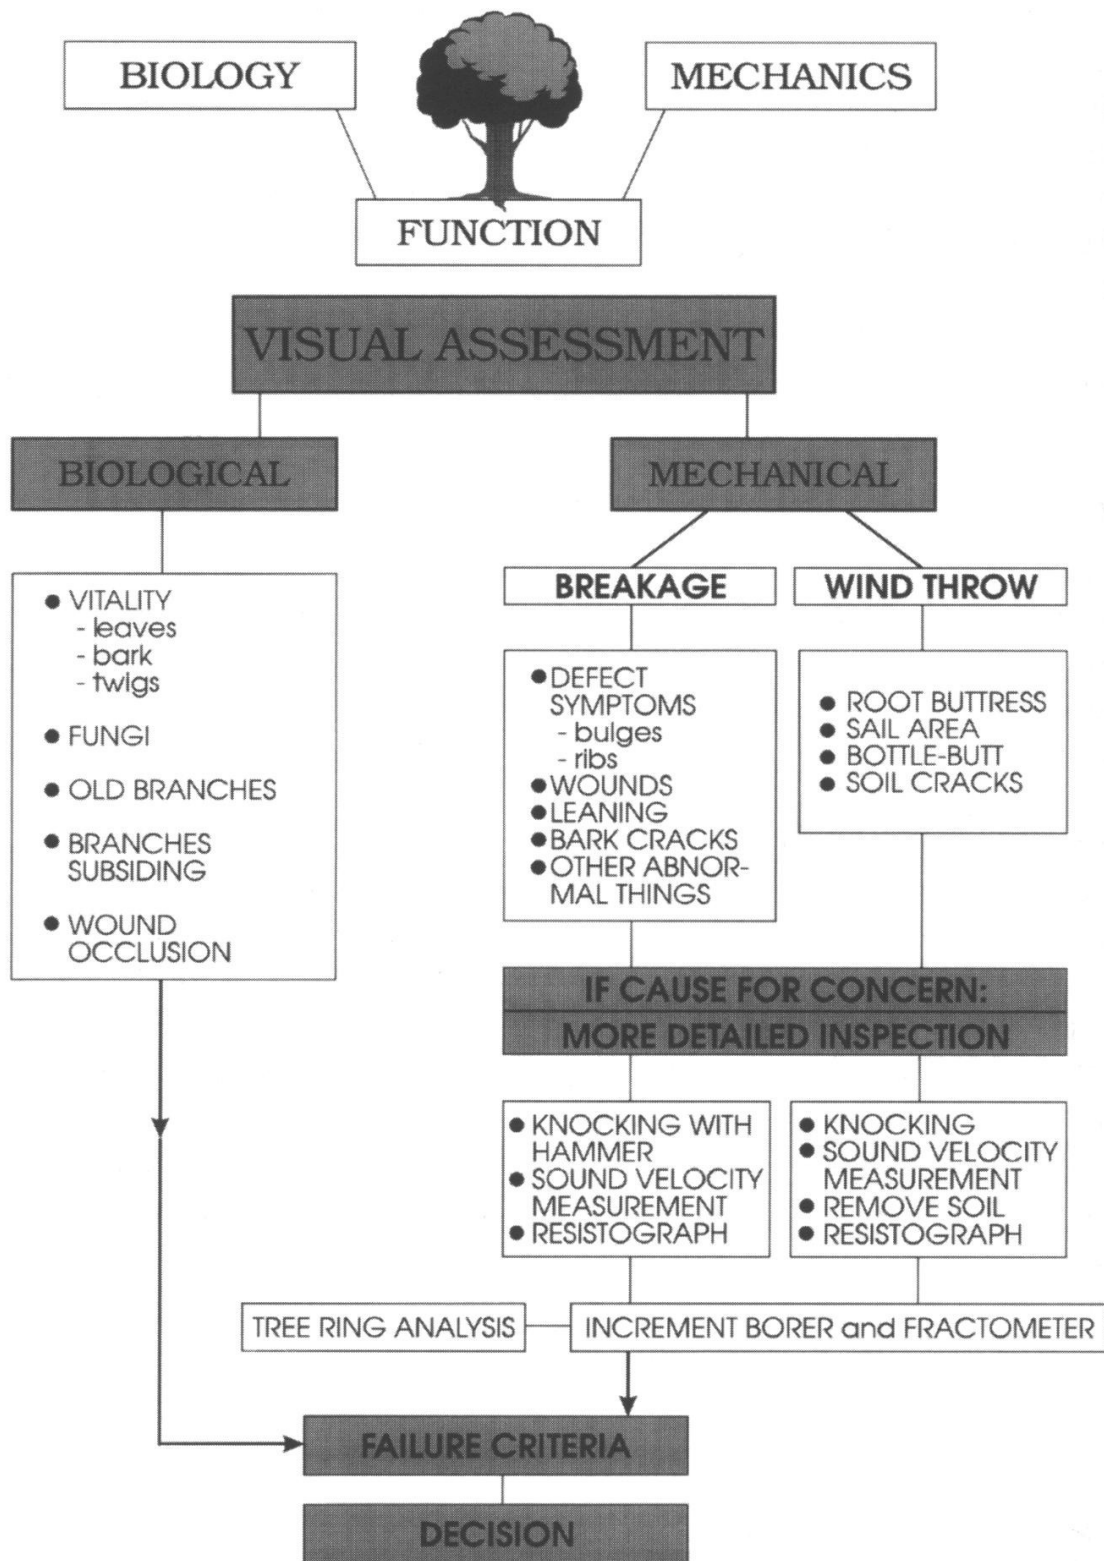 BIOLOGY
MECHANICS
FUNCTION
VISUAL ASSESSMENT
BIOLOGICAL
MECHANICAL
● VITALITY
- leaves
- bark
- twigs
● FUNGI
● OLD BRANCHES
● BRANCHES
SUBSIDING
● WOUND
OCCLUSION
BREAKAGE
● DEFECT
SYMPTOMS
- bulges
- ribs
● WOUNDS
● LEANING
● BARK CRACKS
● OTHER ABNOR-
MAL THINGS
WIND THROW
● ROOT BUTTRESS
● SAIL AREA
● BOTTLE-BUTT
● SOIL CRACKS
IF CAUSE FOR CONCERN:
MORE DETAILED INSPECTION
● KNOCKING WITH
HAMMER
● SOUND VELOCITY
MEASUREMENT
● RESISTOGRAPH
● KNOCKING
● SOUND VELOCITY
MEASUREMENT
● REMOVE SOIL
● RESISTOGRAPH
TREE RING ANALYSIS
INCREMENT BORER and FRACTOMETER
FAILURE CRITERIA
DECISION